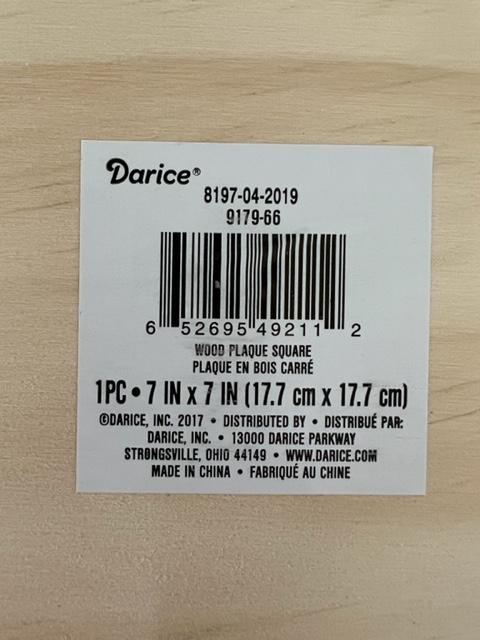 Darice®
8197-04-2019
9179-66
6 52695 49211 2
WOOD PLAQUE SQUARE
PLAQUE EN BOIS CARRÉ
1PC • 7 IN x 7 IN (17.7 cm x 17.7 cm)
©DARICE, INC. 2017 • DISTRIBUTED BY • DISTRIBUÉ PAR:
DARICE, INC. • 13000 DARICE PARKWAY
STRONGSVILLE, OHIO 44149 • WWW.DARICE.COM
MADE IN CHINA • FABRIQUÉ AU CHINE